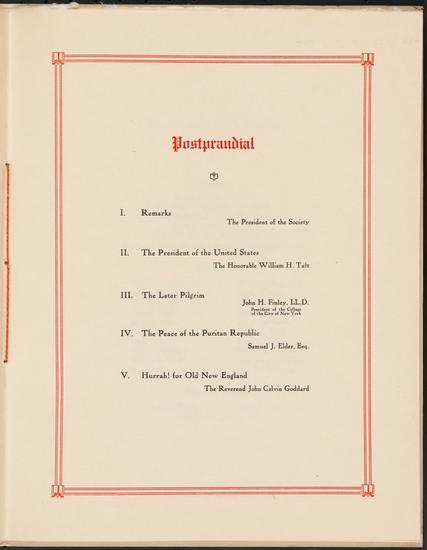 Postprandial
I. Remarks
The President of the Society
II. The President of the United States
The Honorable William H. Taft
III. The Later Pilgrim
John H. Finley, LL.D.
President of the College
of the City of New York
IV. The Peace of the Puritan Republic
Samuel J. Elder, Esq.
V. Hurrah! for Old New England
The Reverend John Calvin Goddard